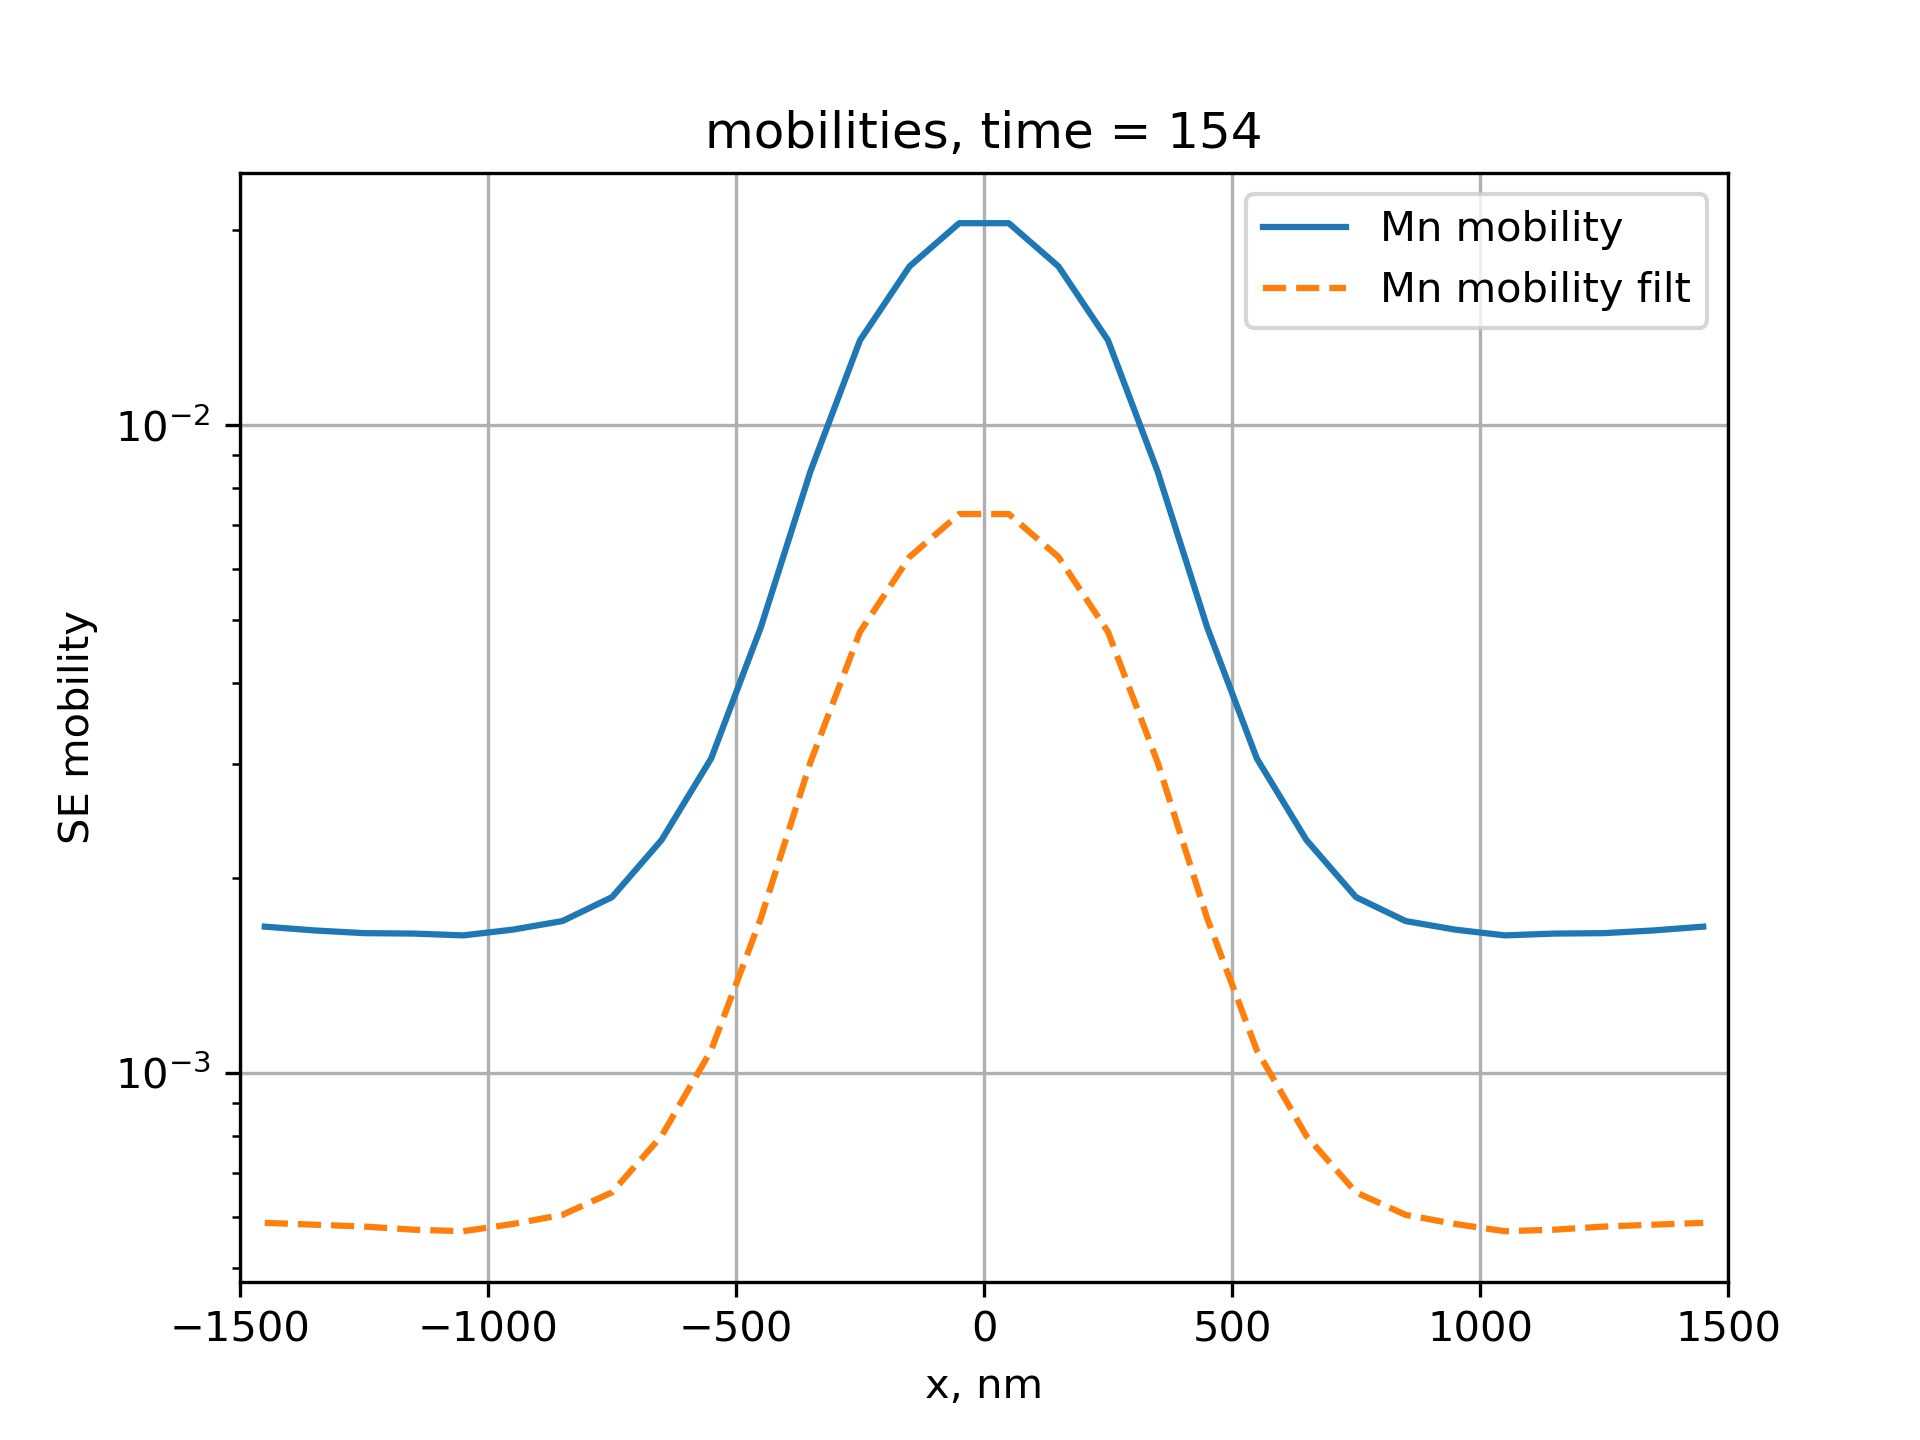 mobilities, time = 154
Mn mobility
Mn mobility filt
SE mobility
10⁻²
10⁻³
−1500 −1000 −500 0 500 1000 1500
x, nm